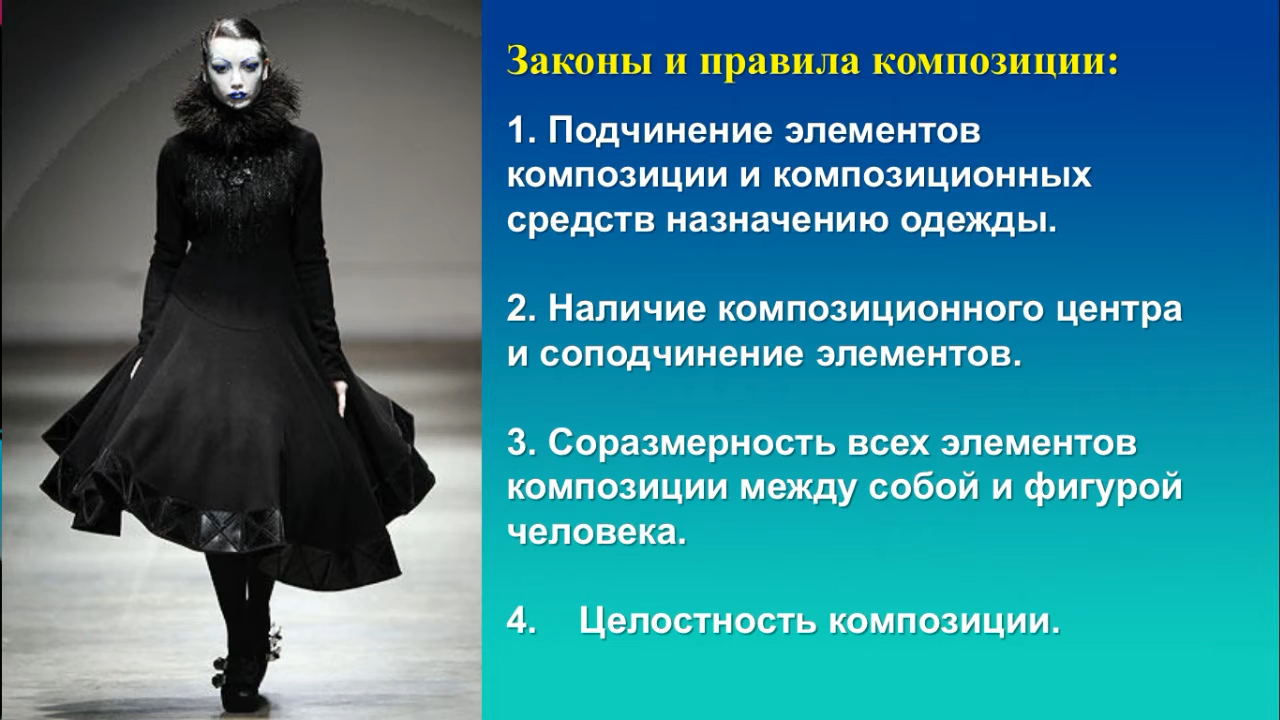 Законы и правила композиции:
1. Подчинение элементов
композиции и композиционных
средств назначению одежды.
2. Наличие композиционного центра
и соподчинение элементов.
3. Соразмерность всех элементов
композиции между собой и фигурой
человека.
4. Целостность композиции.